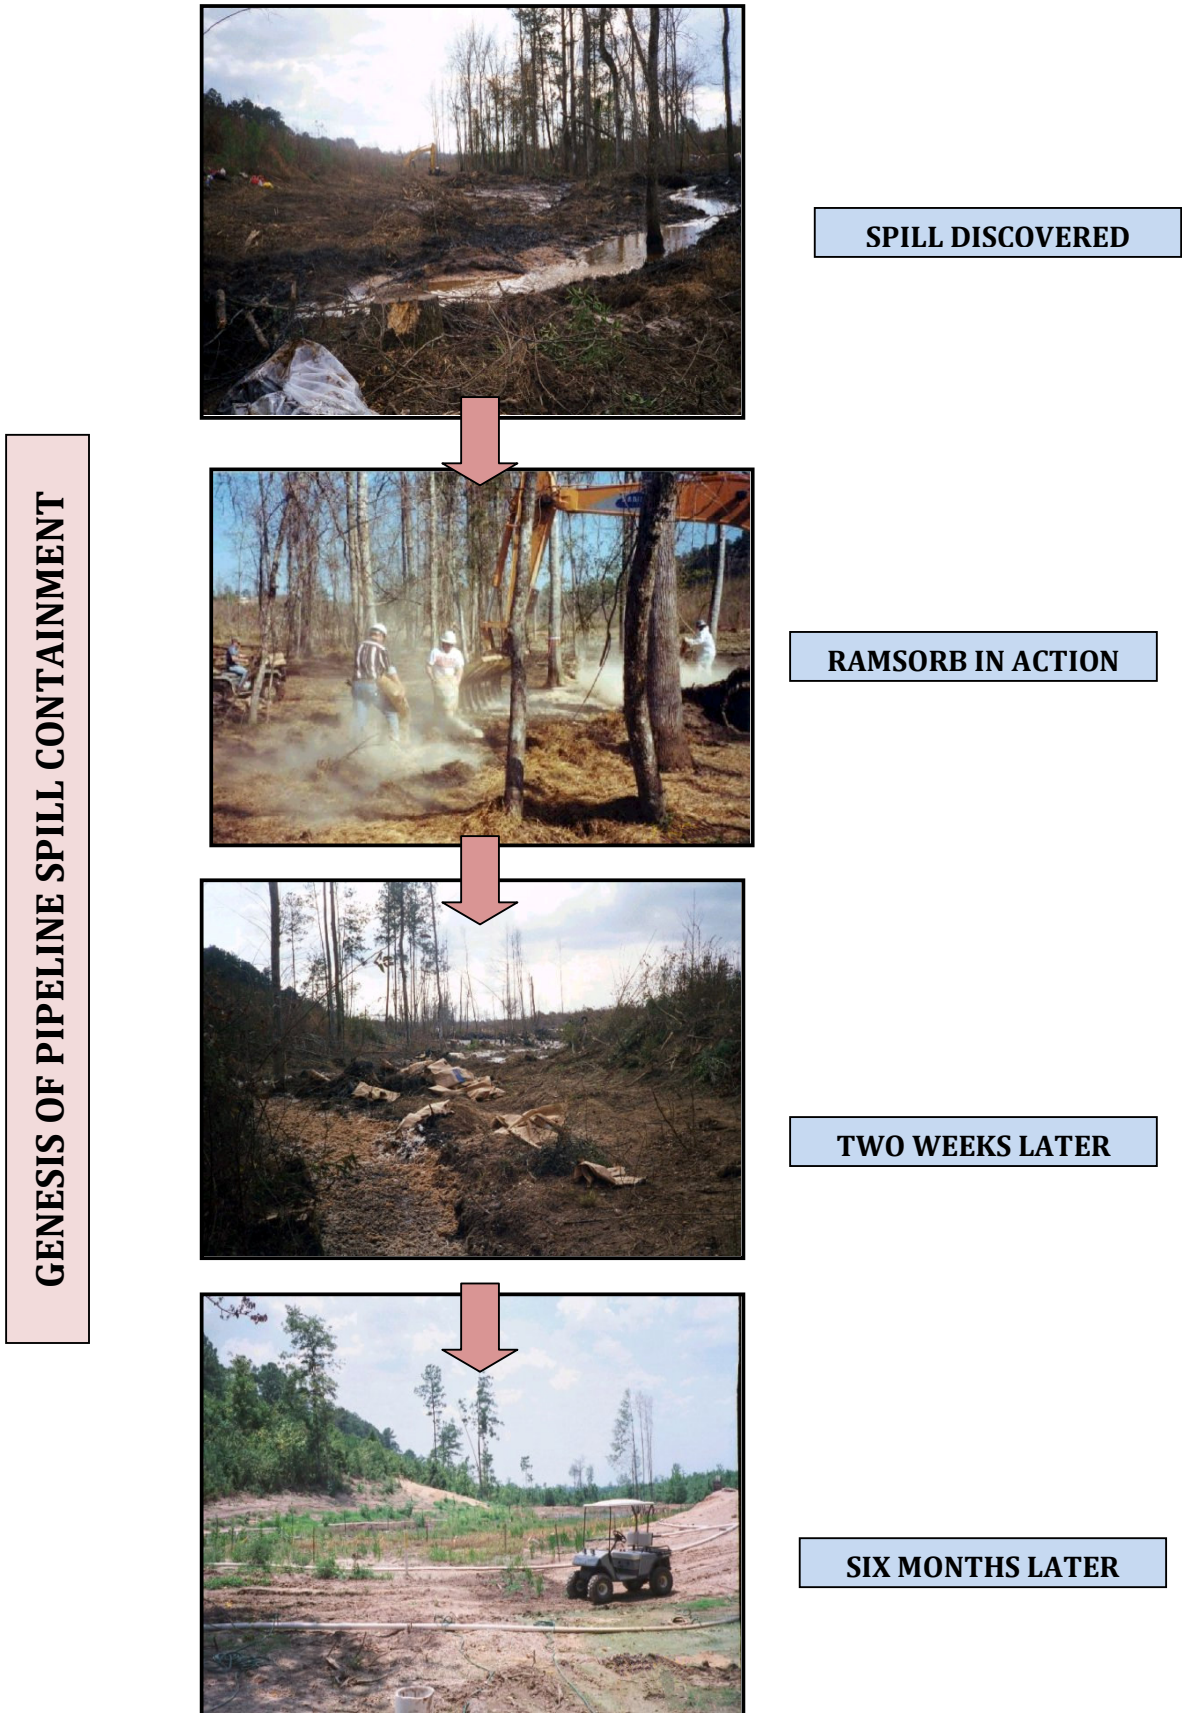 SPILL DISCOVERED
GENESIS OF PIPELINE SPILL CONTAINMENT
RAMSORB IN ACTION
TWO WEEKS LATER
SIX MONTHS LATER